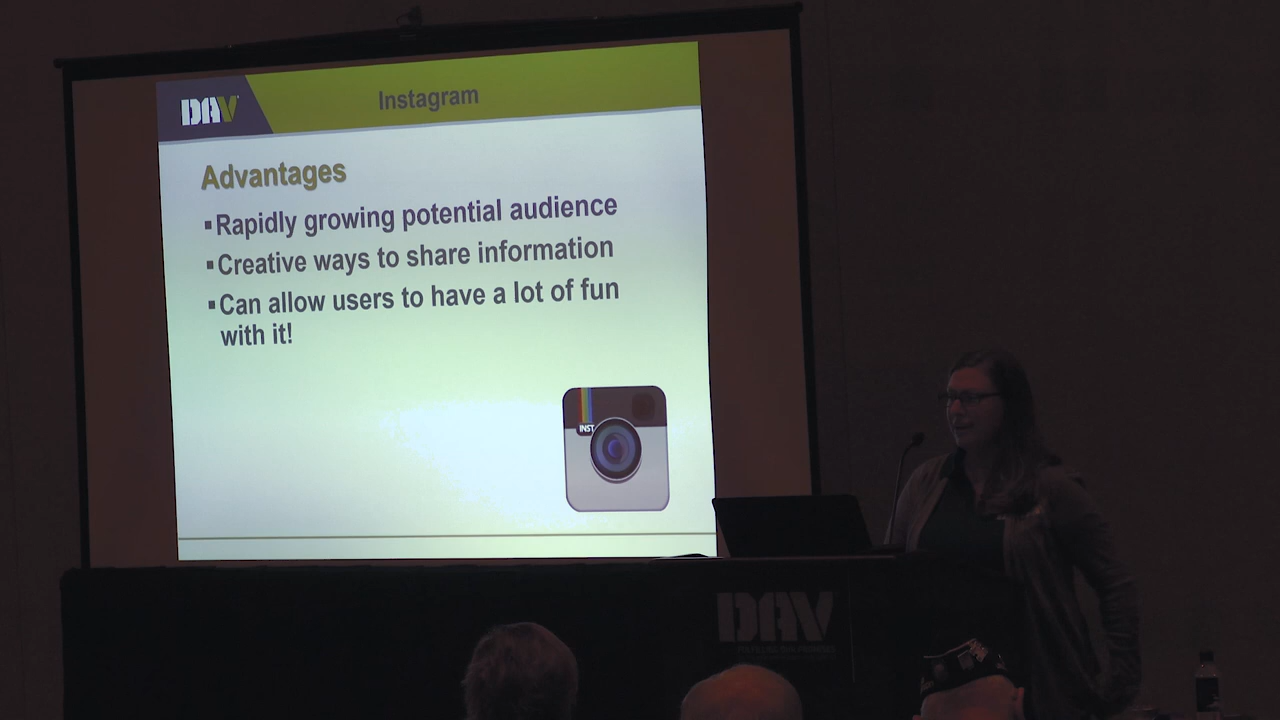 DAV
Instagram
Advantages
▪Rapidly growing potential audience
▪Creative ways to share information
▪Can allow users to have a lot of fun
with it!
INST
DAV